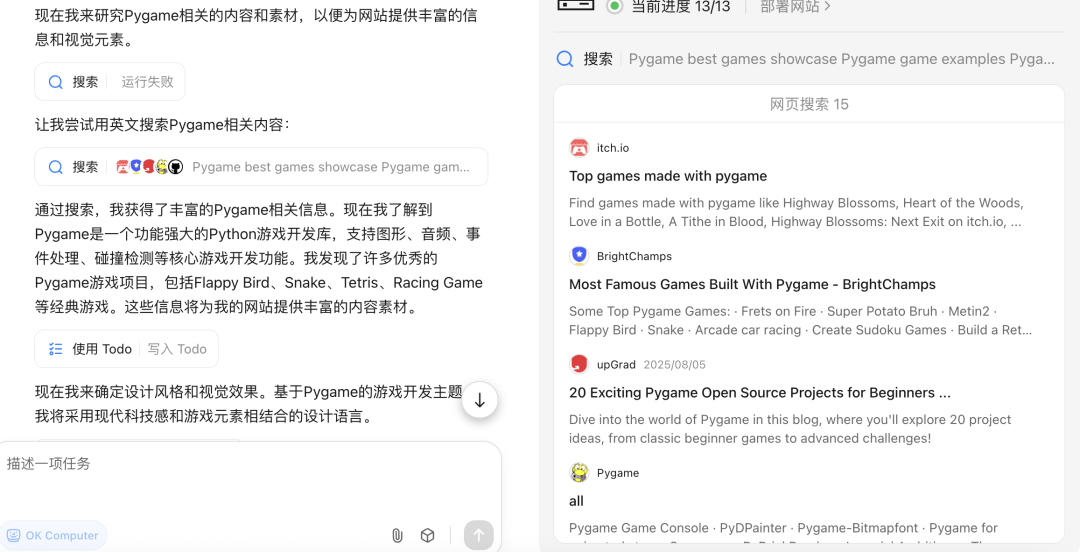 现在我来研究Pygame相关的内容和素材，以便为网站提供丰富的信
息和视觉元素。
搜索 运行失败
让我尝试用英文搜索Pygame相关内容：
搜索 Pygame best games showcase Pygame gam...
通过搜索，我获得了丰富的Pygame相关信息。现在我了解到
Pygame是一个功能强大的Python游戏开发库，支持图形、音频、事
件处理、碰撞检测等核心游戏开发功能。我发现了许多优秀的
Pygame游戏项目，包括Flappy Bird、Snake、Tetris、Racing Game
等经典游戏。这些信息将为我的网站提供丰富的内容素材。
使用 Todo 写入 Todo
现在我来确定设计风格和视觉效果。基于Pygame的游戏开发主题
我将采用现代科技感和游戏元素相结合的设计语言。
描述一项任务
OK Computer
当前进度 13/13 部署网站
搜索 Pygame best games showcase Pygame game examples Pyga...
网页搜索 15
itch.io
Top games made with pygame
Find games made with pygame like Highway Blossoms, Heart of the Woods,
Love in a Bottle, A Tithe in Blood, Highway Blossoms: Next Exit on itch.io, ...
BrightChamps
Most Famous Games Built With Pygame - BrightChamps
Some Top Pygame Games: · Frets on Fire · Super Potato Bruh · Metin2 ·
Flappy Bird · Snake · Arcade car racing · Create Sudoku Games · Build a Ret...
upGrad 2025/08/05
20 Exciting Pygame Open Source Projects for Beginners ...
Dive into the world of Pygame in this blog, where you'll explore 20 project
ideas, from classic beginner games to advanced challenges!
Pygame
all
Pygame Game Console · PyDPainter · Pygame-Bitmapfont · Pygame for